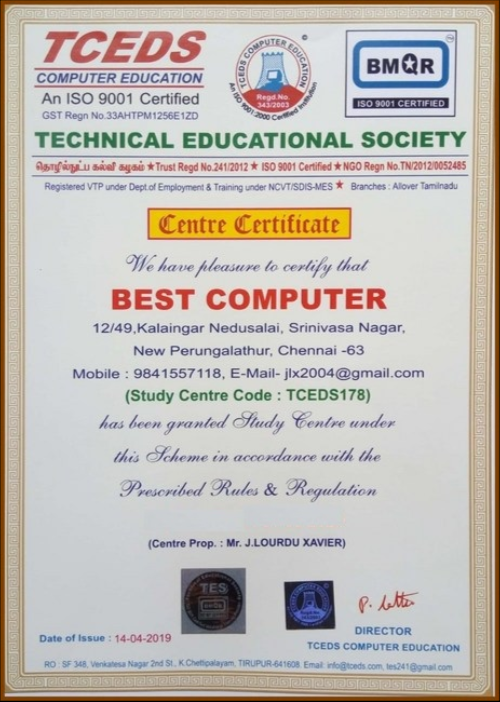 TCEDS
COMPUTER EDUCATION
An ISO 9001 Certified
GST Regn No.33AHTPM1256E1ZD
TCEDS COMPUTER EDUCATION
Regd No.
343/2003
An ISO 9001:2000 Certified Institution
BMQR
ISO 9001 CERTIFIED
TECHNICAL EDUCATIONAL SOCIETY
தொழில்நுட்ப கல்வி கழகம் ★ Trust Regd No.241/2012 ★ ISO 9001 Certified ★ NGO Regn No.TN/2012/0052485
Registered VTP under Dept.of Employment & Training under NCVT/SDIS-MES ★ Branches : Allover Tamilnadu
Centre Certificate
We have pleasure to certify that
BEST COMPUTER
12/49,Kalaingar Nedusalai, Srinivasa Nagar,
New Perungalathur, Chennai -63
Mobile : 9841557118, E-Mail- jlx2004@gmail.com
(Study Centre Code : TCEDS178)
has been granted Study Centre under
this Scheme in accordance with the
Prescribed Rules & Regulation
(Centre Prop. : Mr. J.LOURDU XAVIER)
TES
Date of Issue : 14-04-2019
DIRECTOR
TCEDS COMPUTER EDUCATION
RO : SF 348, Venkatesa Nagar 2nd St., K.Chettipalayam, TIRUPUR-641608. Email: info@tceds.com, tes241@gmail.com